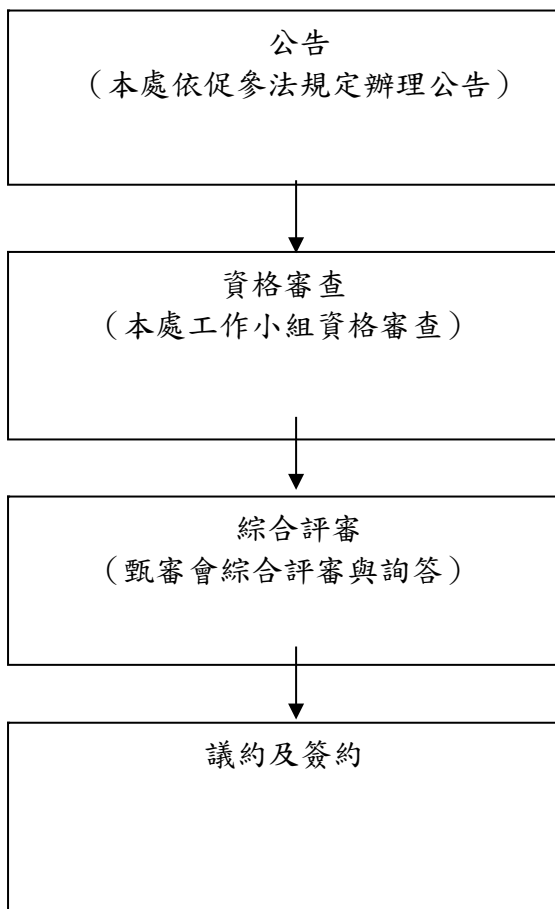 公告
（本處依促參法規定辦理公告）
資格審查
（本處工作小組資格審查）
綜合評審
（甄審會綜合評審與詢答）
議約及簽約